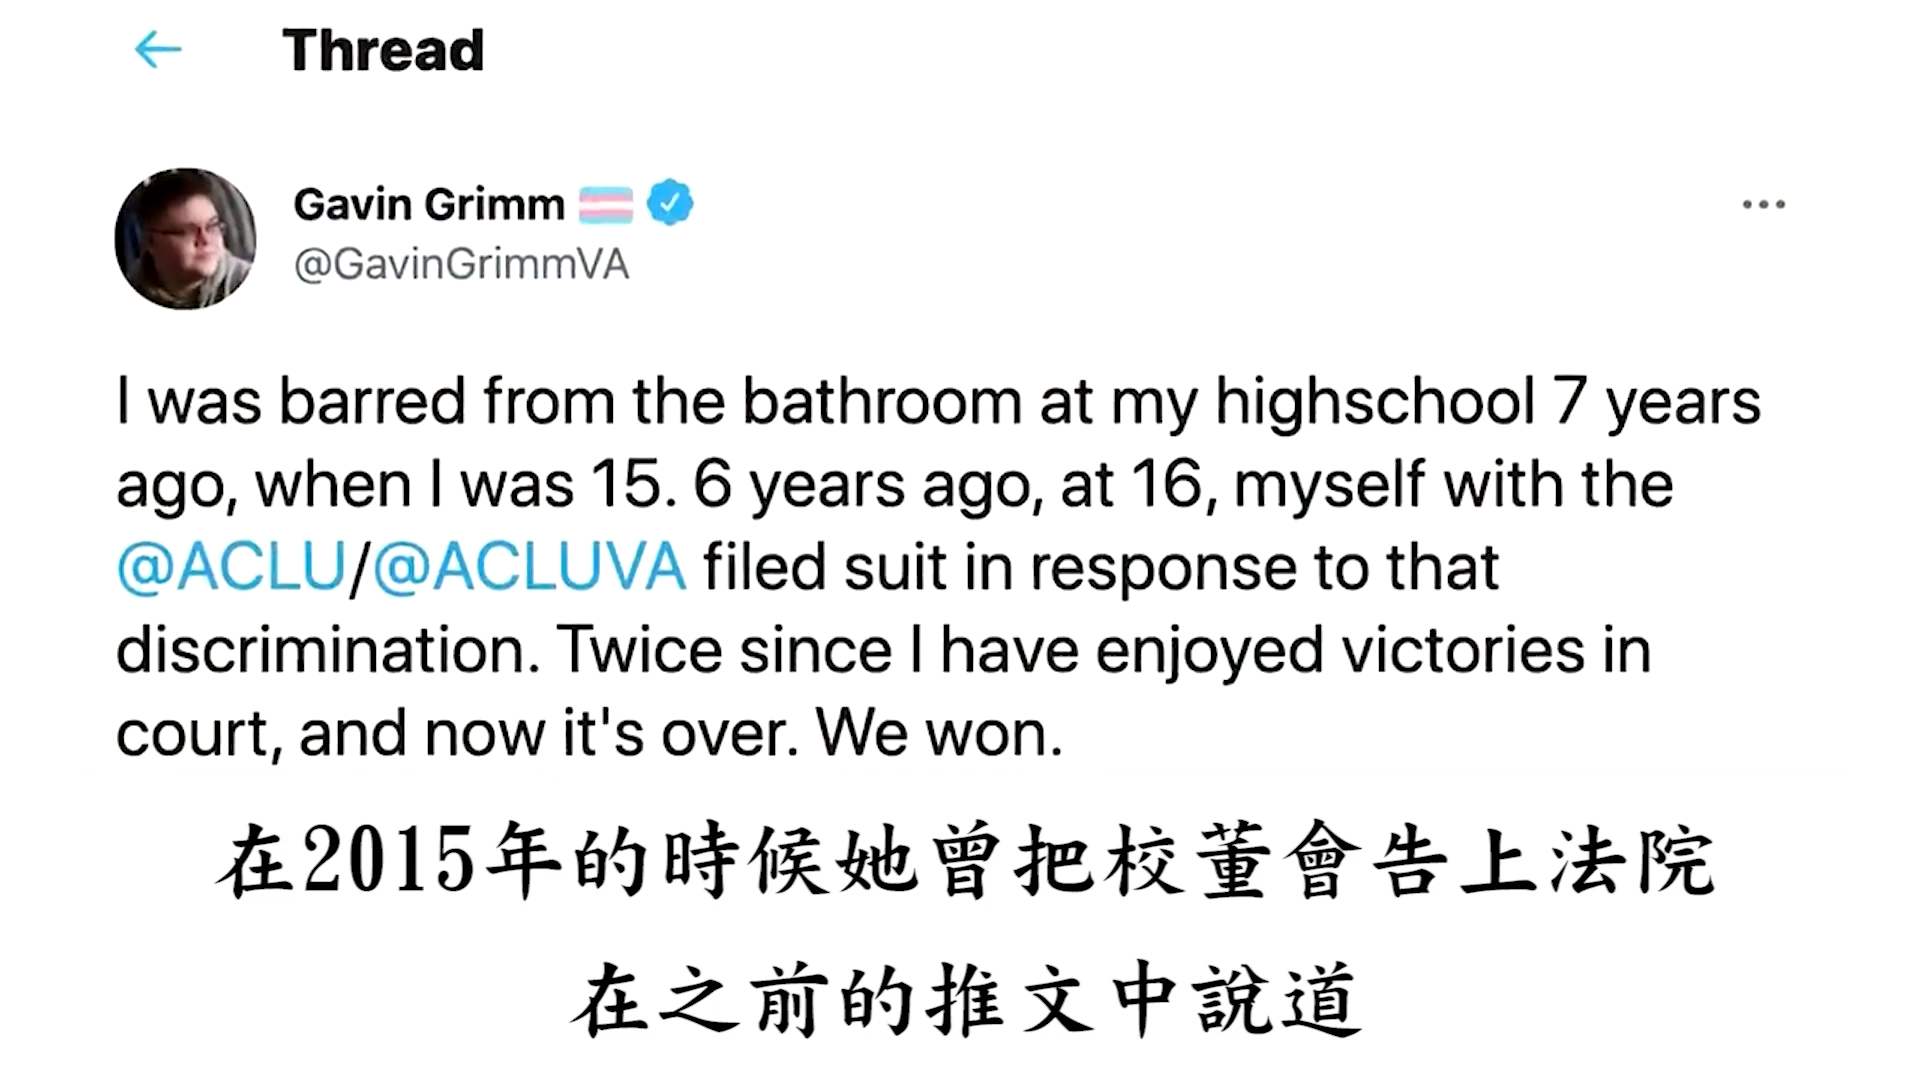 Thread
Gavin Grimm
@GavinGrimmVA
I was barred from the bathroom at my highschool 7 years
ago, when I was 15. 6 years ago, at 16, myself with the
@ACLU/@ACLUVA filed suit in response to that
discrimination. Twice since I have enjoyed victories in
court, and now it's over. We won.
在2015年的時候她曾把校董會告上法院
在之前的推文中說道